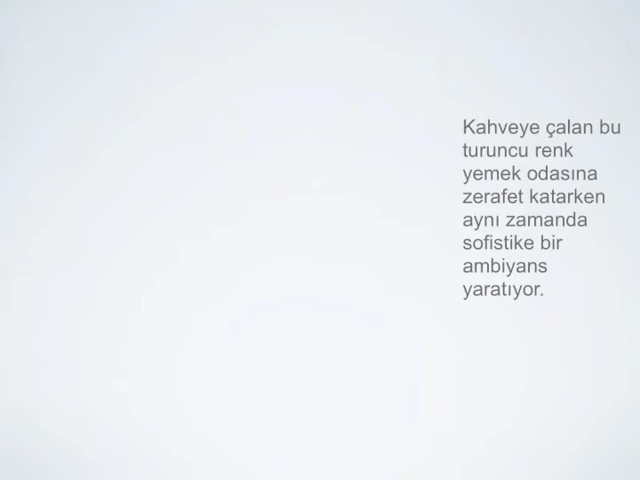 Kahveye çalan bu
turuncu renk
yemek odasına
zerafet katarken
aynı zamanda
sofistike bir
ambiyans
yaratıyor.